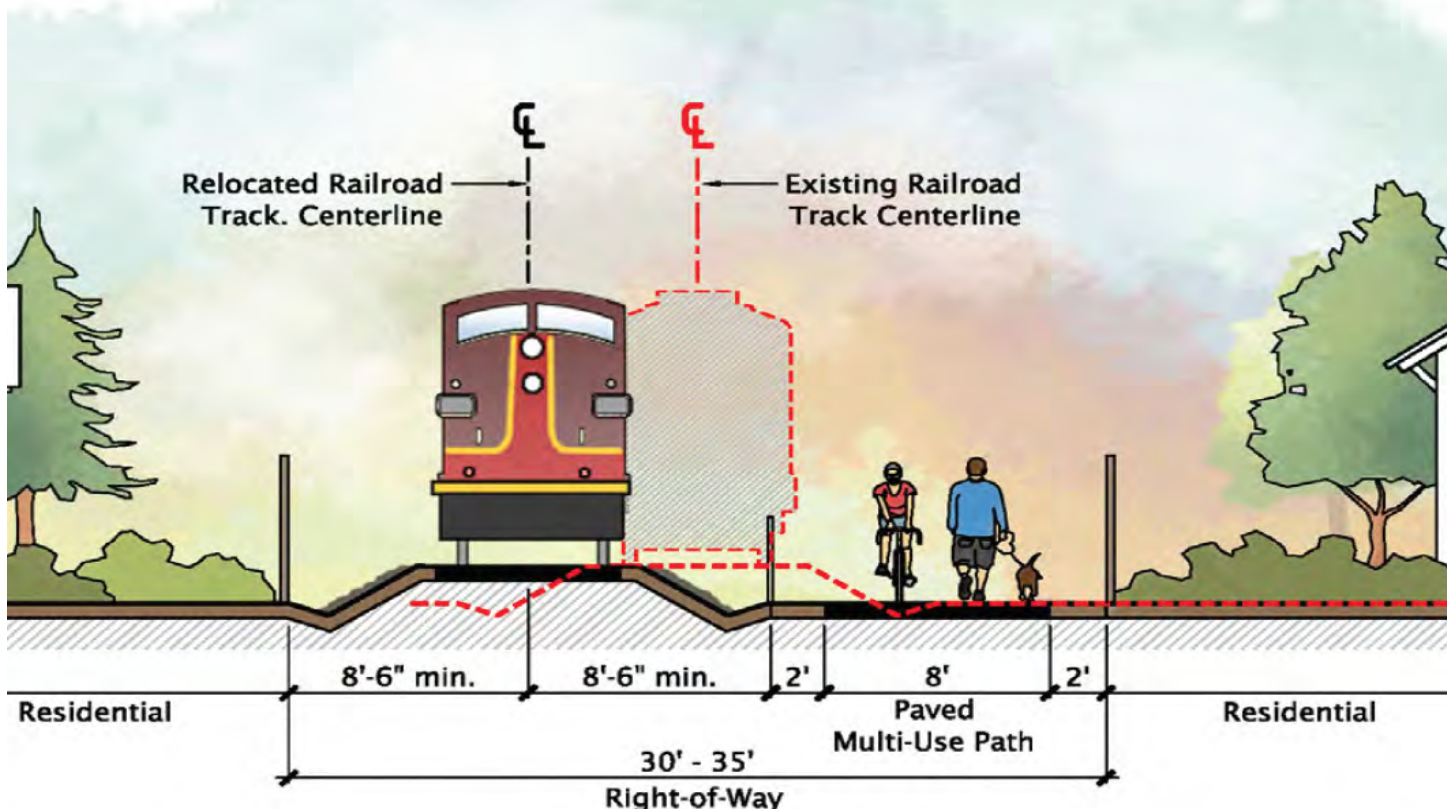 ℄
℄
Relocated Railroad
Track. Centerline
Existing Railroad
Track Centerline
8'-6" min.
8'-6" min.
2'
8'
2'
Residential
Paved
Multi-Use Path
Residential
30' - 35'
Right-of-Way